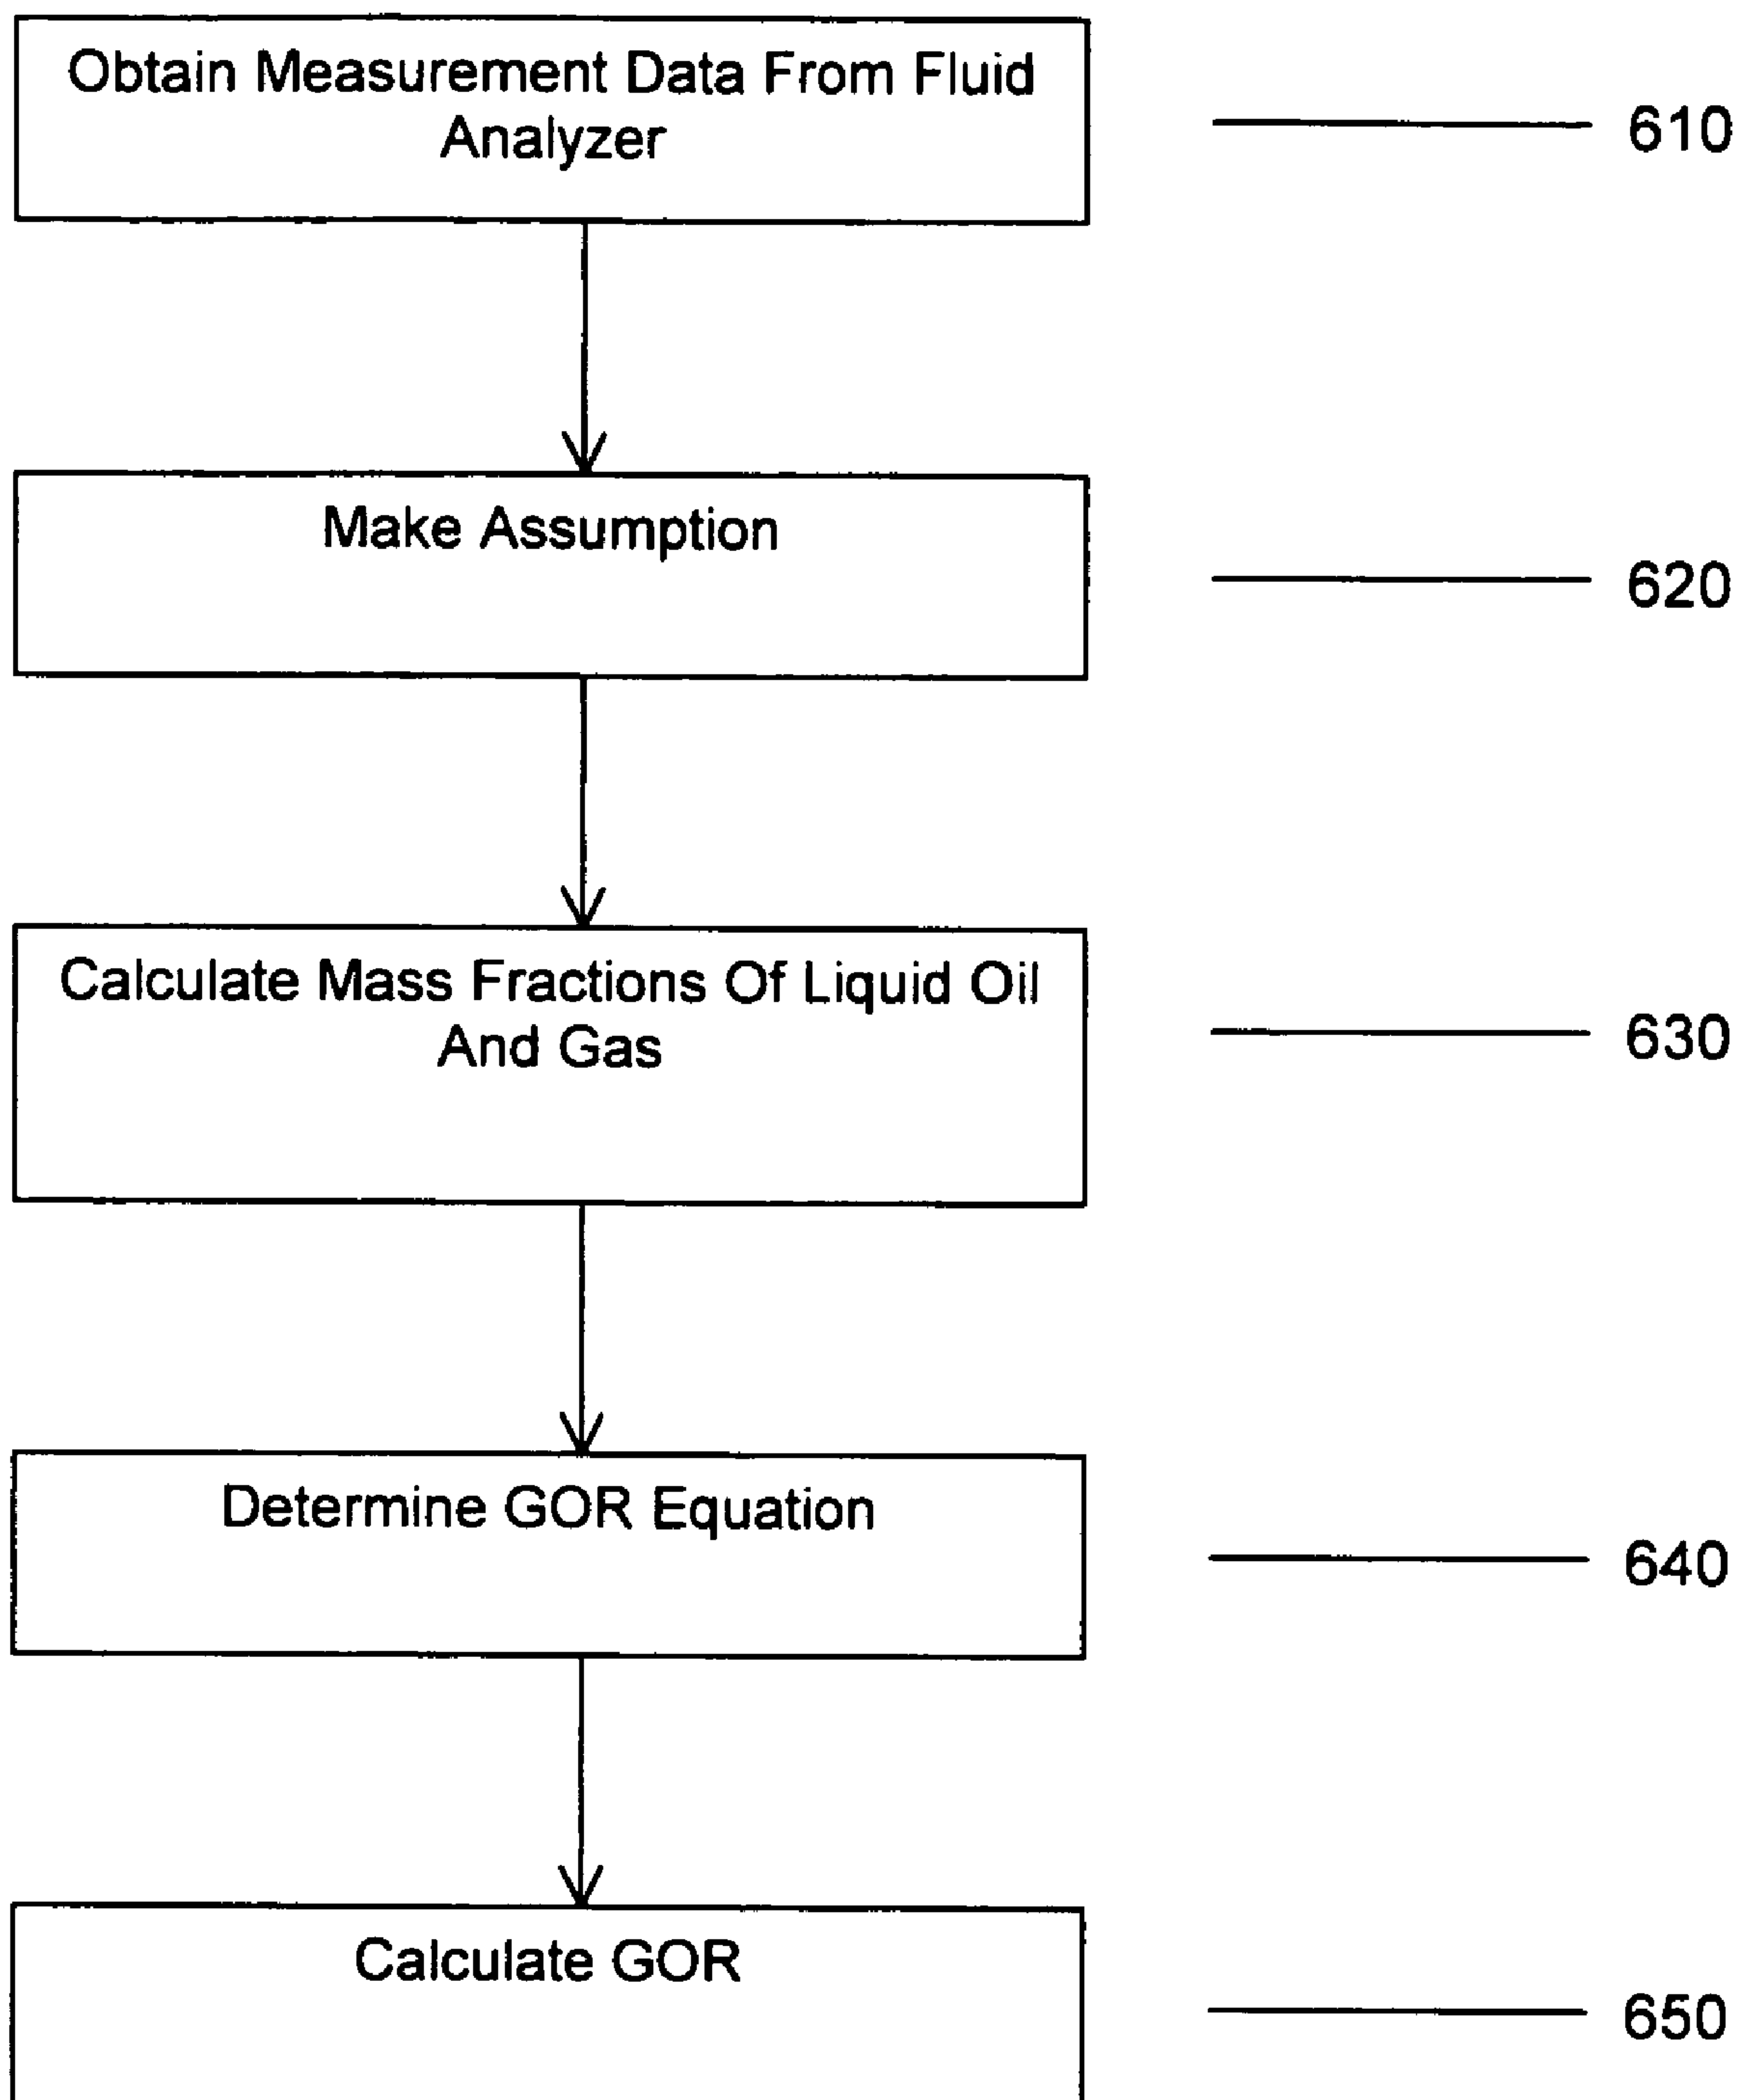 Obtain Measurement Data From Fluid
Analyzer
610
Make Assumption
620
Calculate Mass Fractions Of Liquid Oil
And Gas
630
Determine GOR Equation
640
Calculate GOR
650